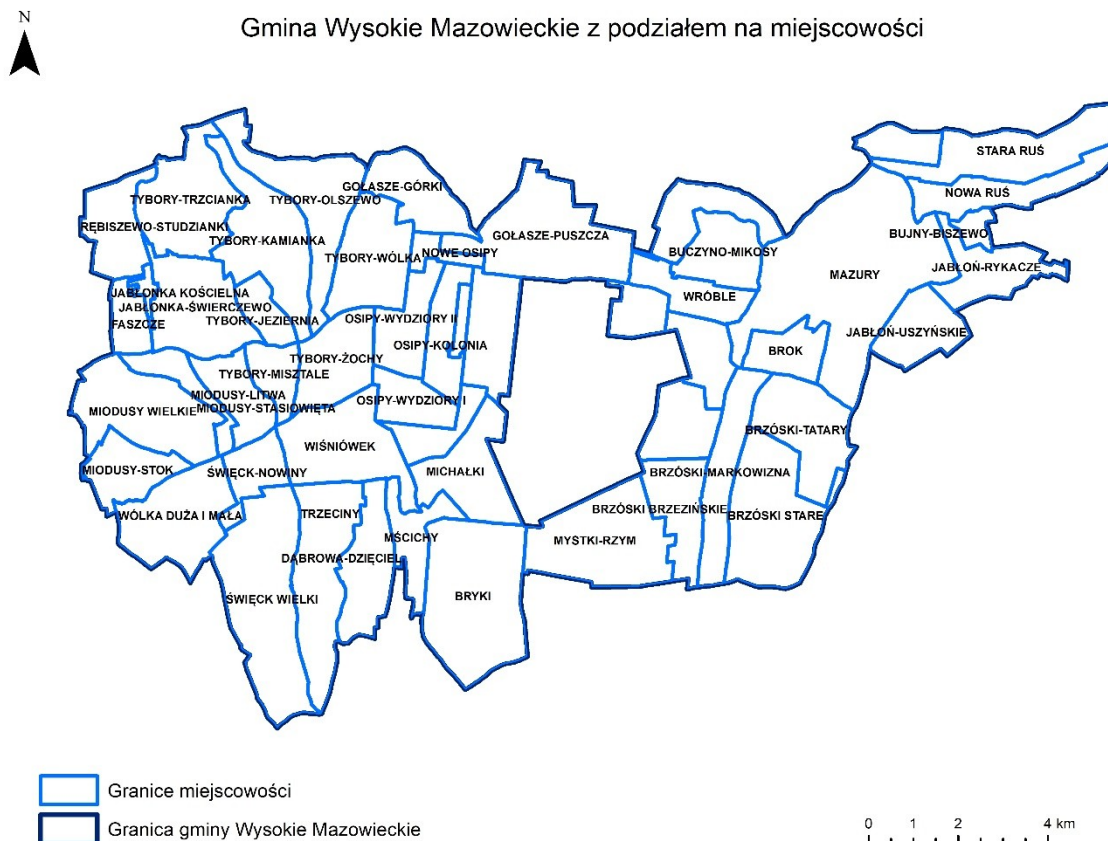 Gmina Wysokie Mazowieckie z podziałem na miejscowości
N
STARA RUŚ
NOWA RUŚ
GOŁASZE-GÓRKI
TYBORY-TRZCIANKA
TYBORY-OLSZEWO
RĘBISZEWO-STUDZIANKI
TYBORY-KAMIANKA
GOŁASZE-PUSZCZA
BUJNY-BISZEWO
NOWE OSIPY
BUCZYNO-MIKOSY
TYBORY-WÓLKA
MAZURY
JABŁOŃ-RYKACZE
JABŁONKA KOŚCIELNA
WRÓBLE
JABŁONKA-ŚWIERCZEWO
FASZCZE
TYBORY-JEZIERNIA
OSIPY-WYDZIORY II
JABŁOŃ-USZYŃSKIE
OSIPY-KOLONIA
BROK
TYBORY-ŻOCHY
TYBORY-MISZTALE
MIODUSY-LITWA
OSIPY-WYDZIORY I
MIODUSY WIELKIE
MIODUSY-STASIOWIĘTA
BRZÓSKI-TATARY
WIŚNIÓWEK
MIODUSY-STOK
ŚWIĘCK-NOWINY
MICHAŁKI
BRZÓSKI-MARKOWIZNA
WÓLKA DUŻA I MAŁA
TRZECINY
BRZÓSKI BRZEZIŃSKIE
BRZÓSKI STARE
MŚCICHY
MYSTKI-RZYM
DĄBROWA-DZIĘCIEL
ŚWIĘCK WIELKI
BRYKI
Granice miejscowości
Granica gminy Wysokie Mazowieckie
0 1 2 4 km